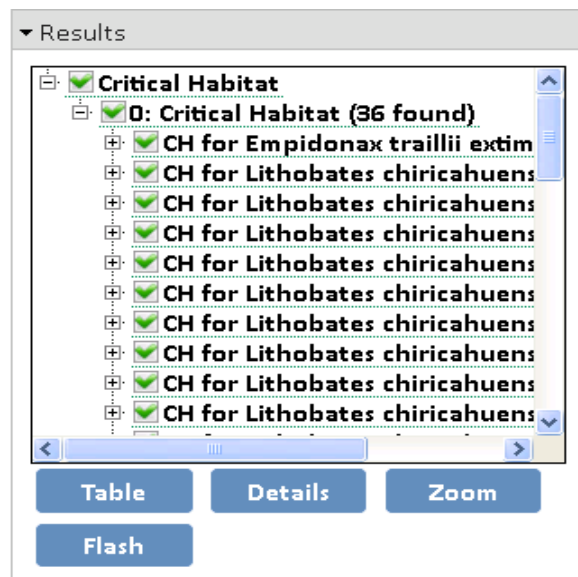 Results
Critical Habitat
0: Critical Habitat (36 found)
CH for Empidonax traillii extim
CH for Lithobates chiricahuens
CH for Lithobates chiricahuens
CH for Lithobates chiricahuens
CH for Lithobates chiricahuens
CH for Lithobates chiricahuens
CH for Lithobates chiricahuens
CH for Lithobates chiricahuens
CH for Lithobates chiricahuens
CH for Lithobates chiricahuens
Table Details Zoom
Flash